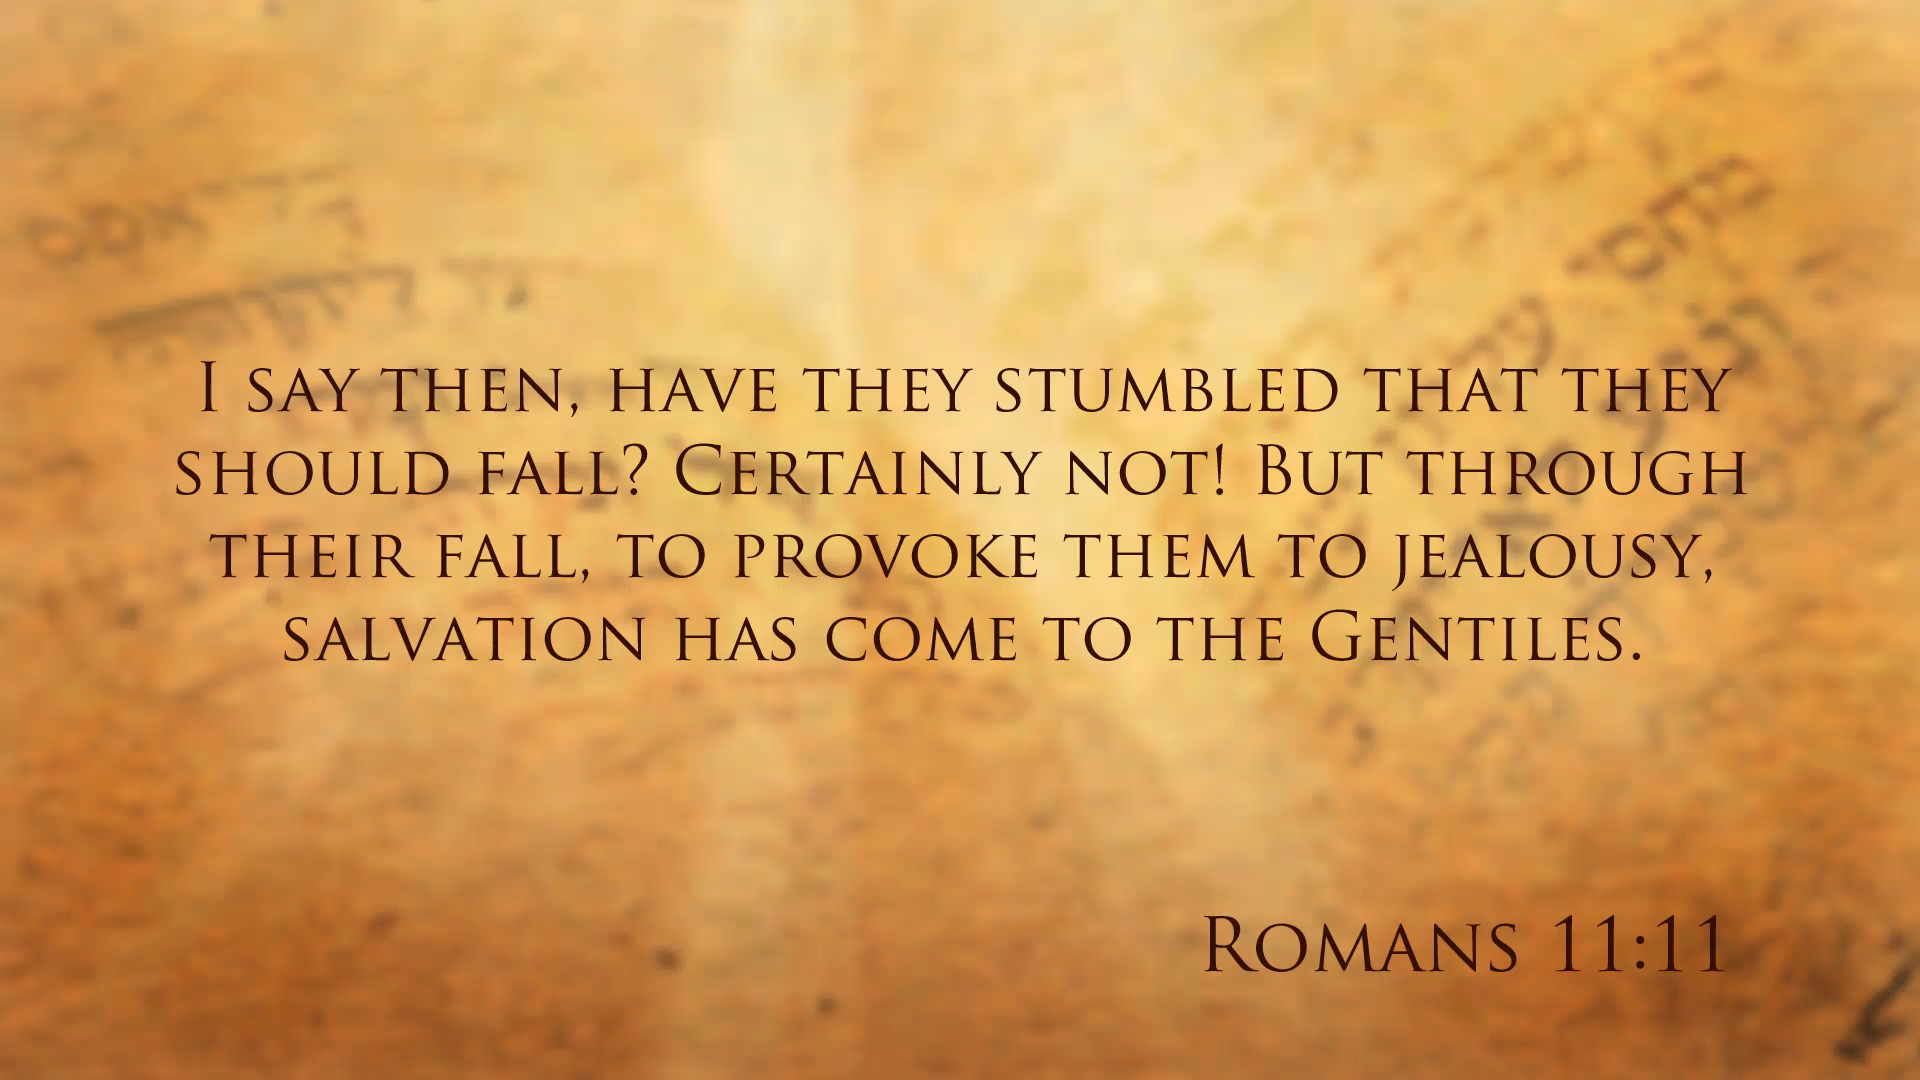 I say then, have they stumbled that they
should fall? Certainly not! But through
their fall, to provoke them to jealousy,
salvation has come to the Gentiles.
Romans 11:11